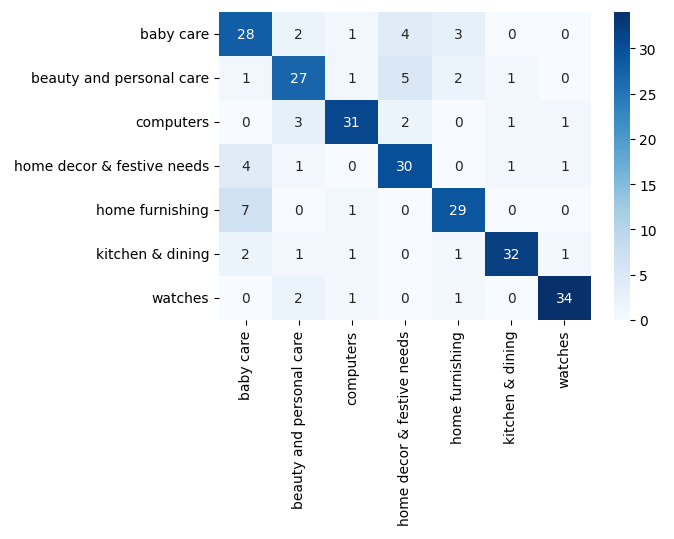 baby care 28 2 1 4 3 0 0
beauty and personal care 1 27 1 5 2 1 0
computers 0 3 31 2 0 1 1
home decor & festive needs 4 1 0 30 0 1 1
home furnishing 7 0 1 0 29 0 0
kitchen & dining 2 1 1 0 1 32 1
watches 0 2 1 0 1 0 34
baby care
beauty and personal care
computers
home decor & festive needs
home furnishing
kitchen & dining
watches
30
25
20
15
10
5
0